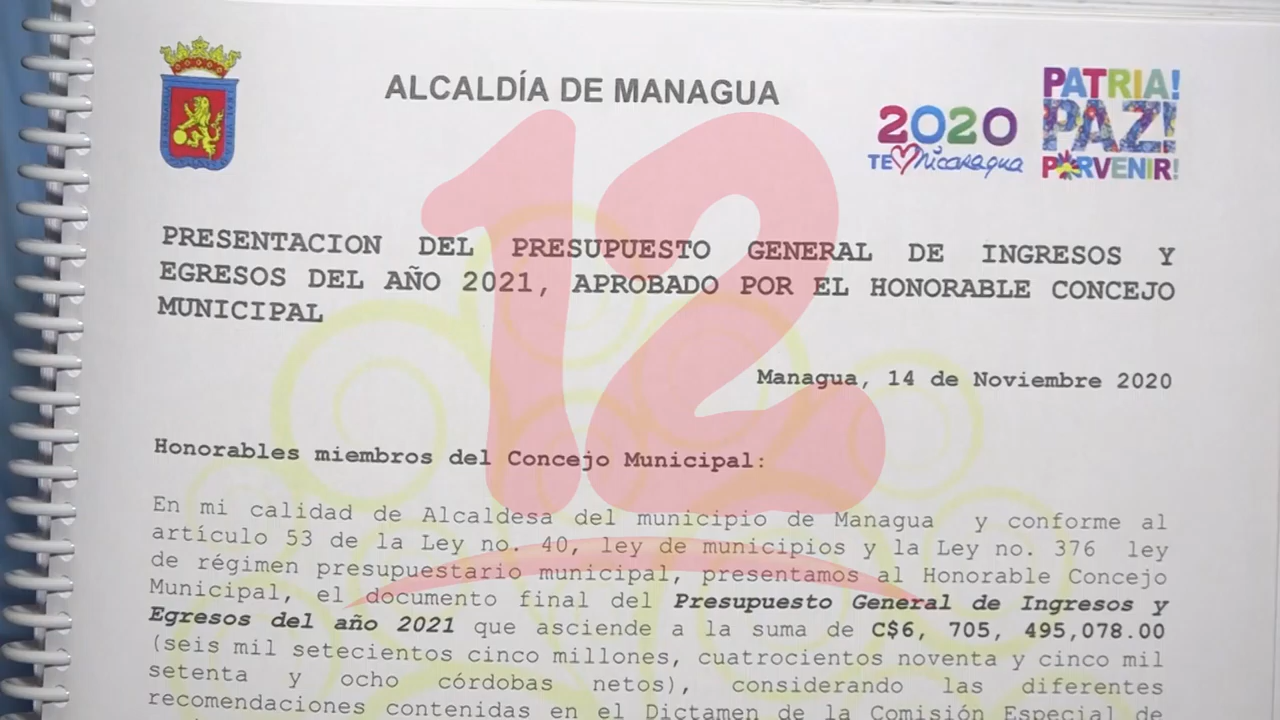 ALCALDÍA DE MANAGUA
2020
TE Nicaragua
PATRIA!
PAZ!
PORVENIR!
12
PRESENTACION DEL PRESUPUESTO GENERAL DE INGRESOS Y
EGRESOS DEL AÑO 2021, APROBADO POR EL HONORABLE CONCEJO
MUNICIPAL
Managua, 14 de Noviembre 2020
Honorables miembros del Concejo Municipal:
En mi calidad de Alcaldesa del municipio de Managua y conforme al
artículo 53 de la Ley no. 40, ley de municipios y la Ley no. 376 ley
de régimen presupuestario municipal, presentamos al Honorable Concejo
Municipal, el documento final del Presupuesto General de Ingresos y
Egresos del año 2021 que asciende a la suma de C$6, 705, 495,078.00
(seis mil setecientos cinco millones, cuatrocientos noventa y cinco mil
setenta y ocho córdobas netos), considerando las diferentes
recomendaciones contenidas en el Dictamen de la Comisión Especial de